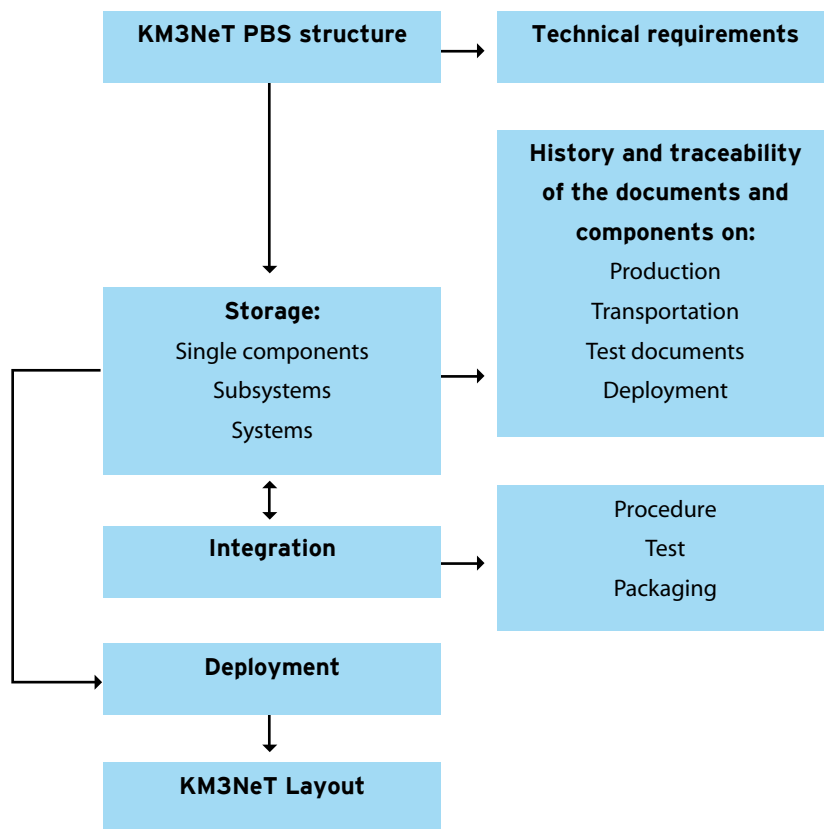 KM3NeT PBS structure
Technical requirements
History and traceability
of the documents and
components on:
Production
Transportation
Test documents
Deployment
Storage:
Single components
Subsystems
Systems
Integration
Procedure
Test
Packaging
Deployment
KM3NeT Layout